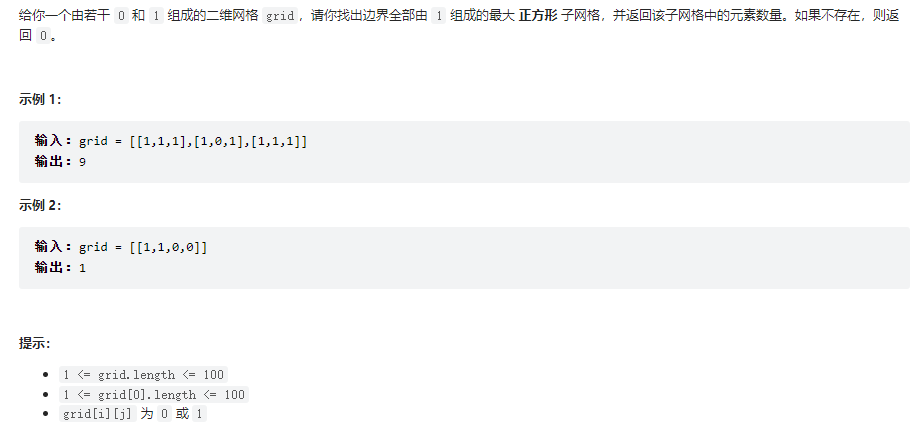 给你一个由若干 0 和 1 组成的二维网格 grid，请你找出边界全部由 1 组成的最大 正方形 子网格，并返回该子网格中的元素数量。如果不存在，则返
回 0。
示例 1：
输入：grid = [[1,1,1],[1,0,1],[1,1,1]]
输出：9
示例 2：
输入：grid = [[1,1,0,0]]
输出：1
提示：
• 1 <= grid.length <= 100
• 1 <= grid[0].length <= 100
• grid[i][j] 为 0 或 1